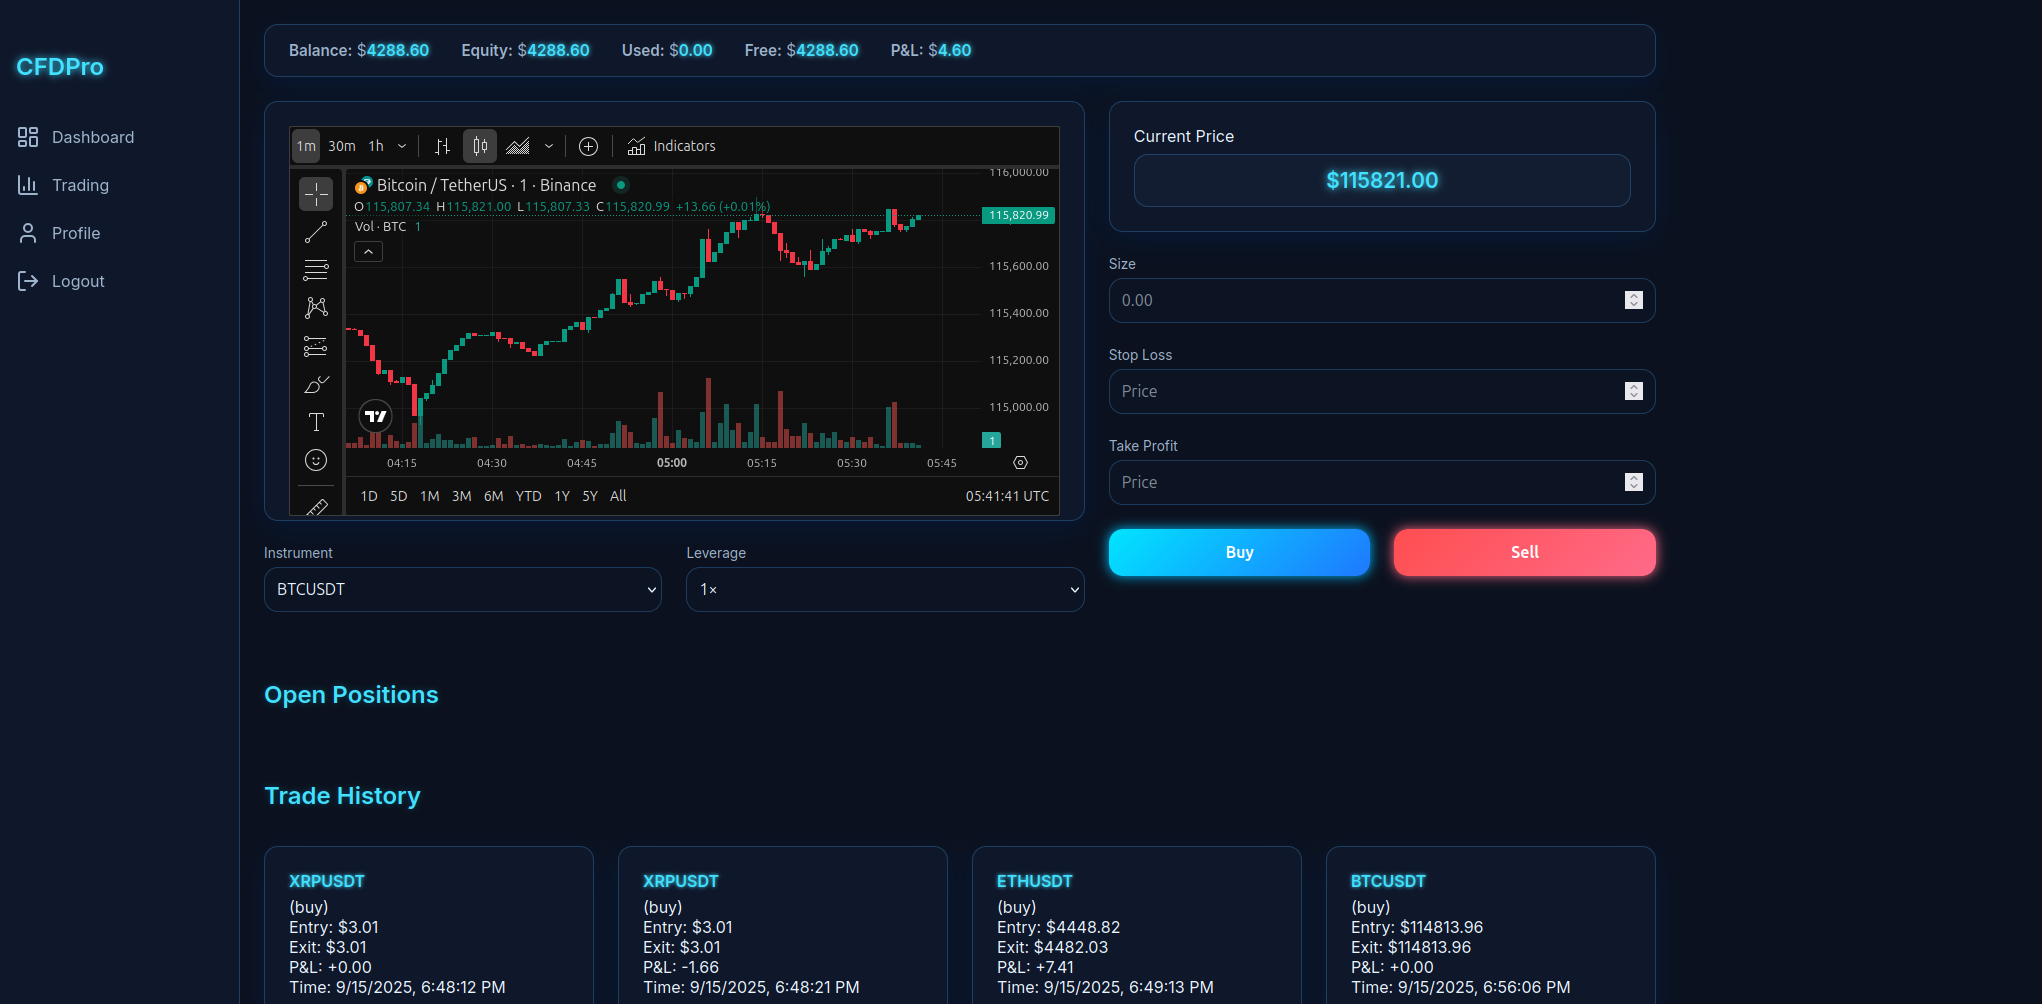 CFDPro
Dashboard
Trading
Profile
Logout
Balance: $4288.60 Equity: $4288.60 Used: $0.00 Free: $4288.60 P&L: $4.60
1m 30m 1h Indicators
Bitcoin / TetherUS · 1 · Binance
O115,807.34 H115,821.00 L115,807.33 C115,820.99 +13.66 (+0.01%)
Vol · BTC 1
116,000.00
115,820.99
115,600.00
115,400.00
115,200.00
115,000.00
1
04:15 04:30 04:45 05:00 05:15 05:30 05:45
1D 5D 1M 3M 6M YTD 1Y 5Y All 05:41:41 UTC
Instrument
BTCUSDT
Leverage
1×
Current Price
$115821.00
Size
0.00
Stop Loss
Price
Take Profit
Price
Buy
Sell
Open Positions
Trade History
XRPUSDT
(buy)
Entry: $3.01
Exit: $3.01
P&L: +0.00
Time: 9/15/2025, 6:48:12 PM
XRPUSDT
(buy)
Entry: $3.01
Exit: $3.01
P&L: -1.66
Time: 9/15/2025, 6:48:21 PM
ETHUSDT
(buy)
Entry: $4448.82
Exit: $4482.03
P&L: +7.41
Time: 9/15/2025, 6:49:13 PM
BTCUSDT
(buy)
Entry: $114813.96
Exit: $114813.96
P&L: +0.00
Time: 9/15/2025, 6:56:06 PM